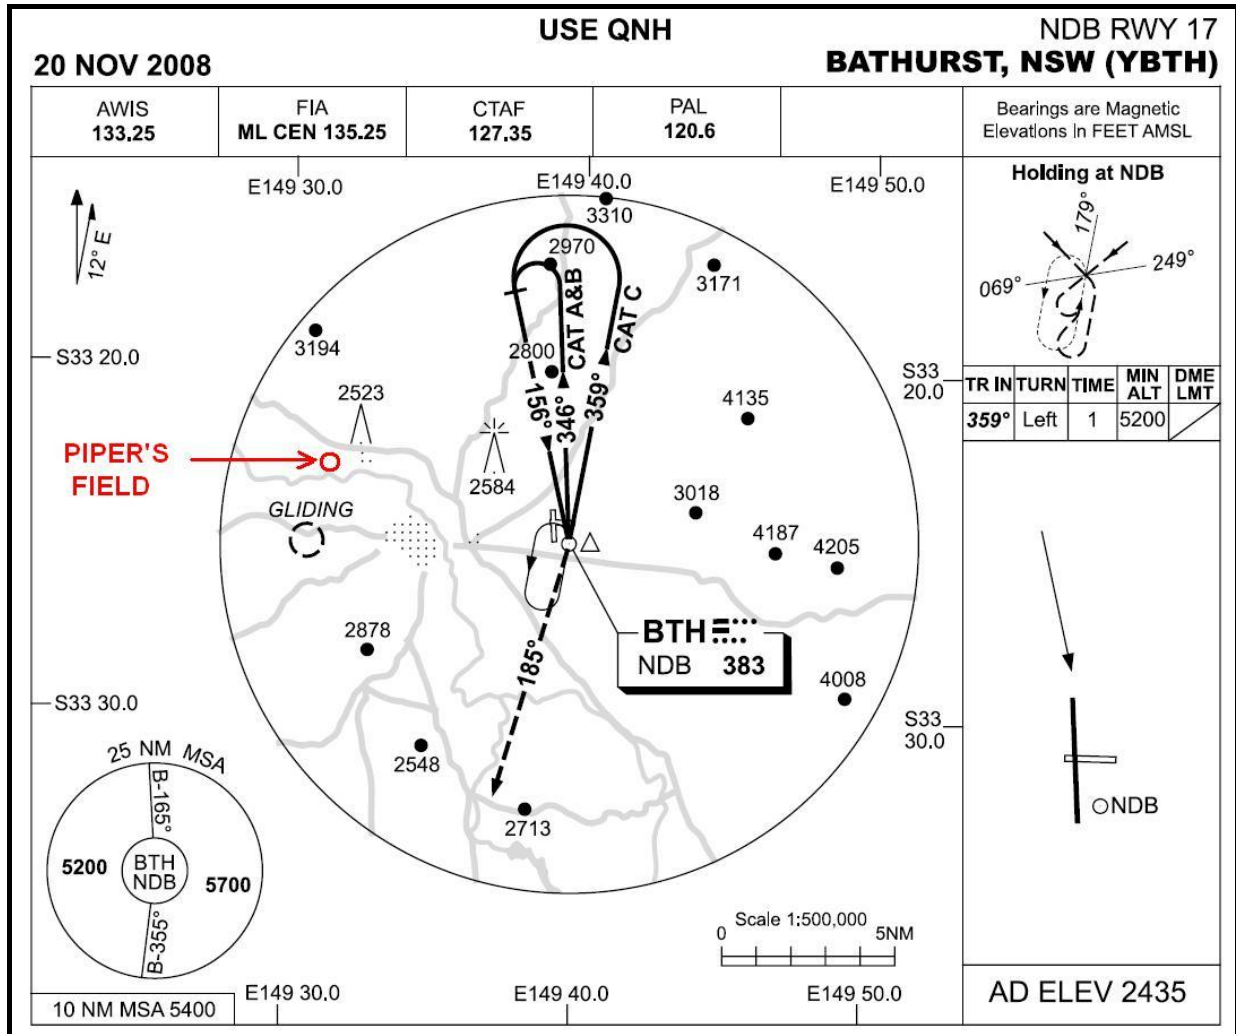 USE QNH
NDB RWY 17
20 NOV 2008
BATHURST, NSW (YBTH)
AWIS
133.25
FIA
ML CEN 135.25
CTAF
127.35
PAL
120.6
Bearings are Magnetic
Elevations in FEET AMSL
E149 30.0
E149 40.0
E149 50.0
12° E
3310
2970
3171
CAT A&B
CAT C
3194
S33 20.0
2800
2523
156°
346°
359°
4135
S33
20.0
PIPER'S
FIELD
2584
3018
GLIDING
4187
4205
BTH
NDB 383
2878
185°
4008
S33 30.0
S33
30.0
2548
2713
25 NM MSA
B-165°
5200
BTH
NDB
5700
B-355°
10 NM MSA 5400
Scale 1:500,000
0
5NM
E149 30.0
E149 40.0
E149 50.0
Holding at NDB
179°
249°
069°
TR IN TURN TIME MIN ALT DME LMT
359° Left 1 5200
NDB
AD ELEV 2435